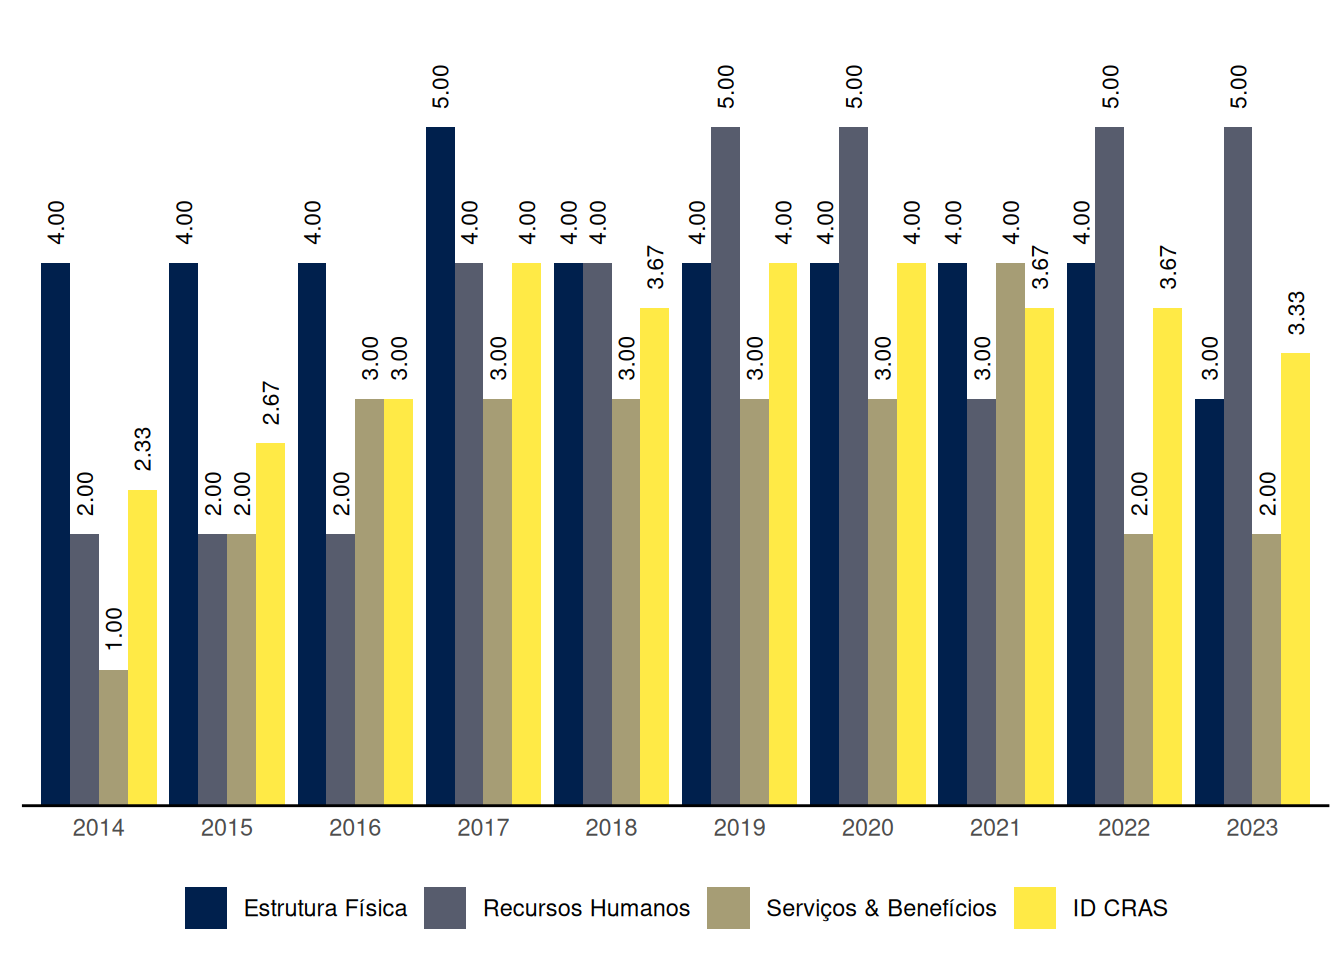 4.00 2.00 1.00 2.33
4.00 2.00 2.00 2.67
4.00 2.00 3.00 3.00
5.00 4.00 3.00 4.00
4.00 4.00 3.00 3.67
4.00 5.00 3.00 4.00
4.00 5.00 3.00 4.00
4.00 3.00 4.00 3.67
4.00 5.00 2.00 3.67
3.00 5.00 2.00 3.33
2014 2015 2016 2017 2018 2019 2020 2021 2022 2023
Estrutura Física Recursos Humanos Serviços & Benefícios ID CRAS